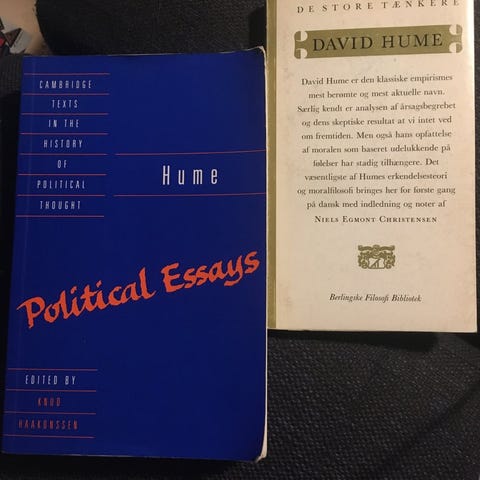 CAMBRIDGE
TEXTS
IN THE
HISTORY
OF
POLITICAL
THOUGHT
Hume
Political Essays
EDITED BY
KNUD
HAAKONSSEN
DE STORE TÆNKERE
DAVID HUME
David Hume er den klassiske empirismes
mest berømte og mest aktuelle navn.
Særlig kendt er analysen af årsagsbegrebet
og dens skeptiske resultat at vi intet ved
om fremtiden. Men også hans opfattelse
af moralen som baseret udelukkende på
følelser har stadig tilhængere. Det
væsentligste af Humes erkendelsesteori
og moralfilosofi bringes her for første gang
på dansk med indledning og noter af
NIELS EGMONT CHRISTENSEN
Berlingske Filosofi Bibliotek